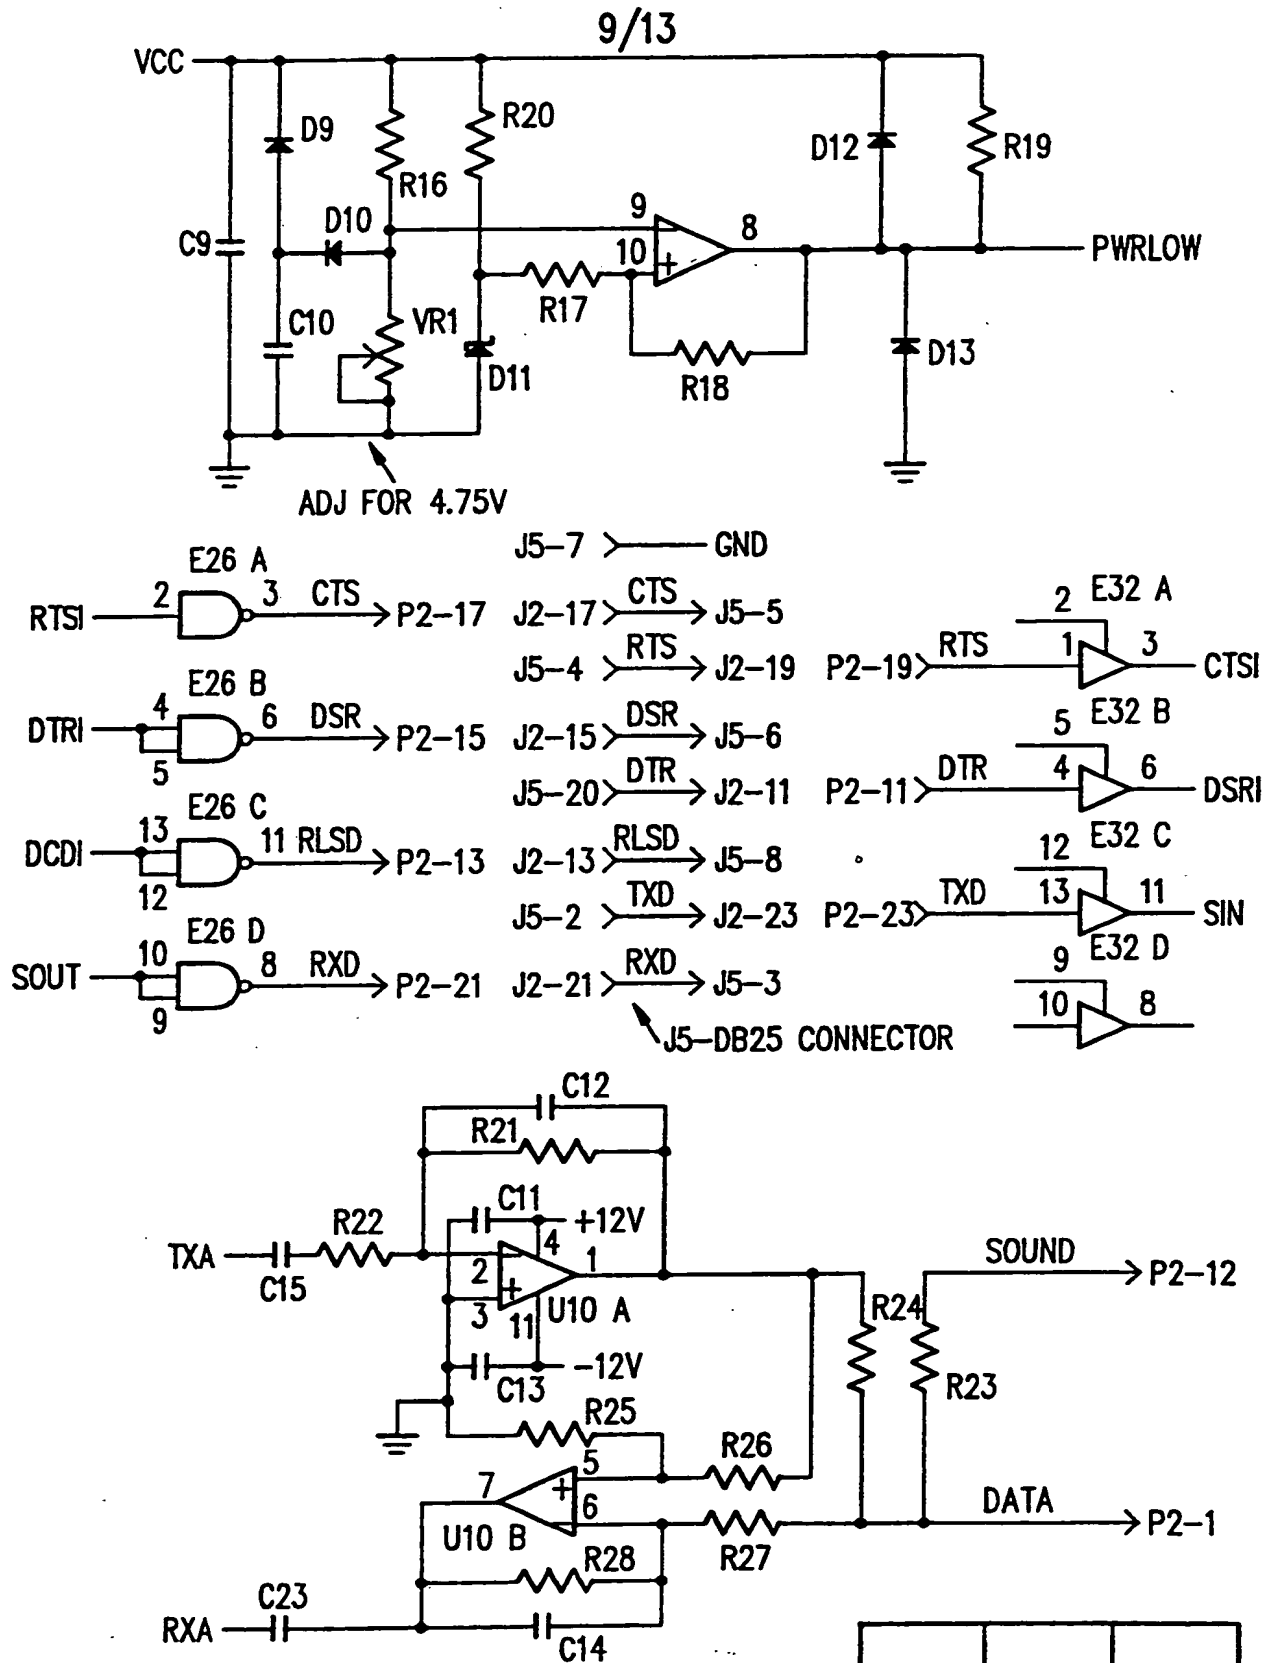 9/13
VCC
D9
R20
D12
R19
R16
D10
9
8
C9
10
PWRLOW
C10
VR1
R17
D11
R18
D13
ADJ FOR 4.75V
J5-7 GND
E26 A
RTSI 2 3 CTS P2-17
J2-17 CTS J5-5
2 E32 A
J5-4 RTS J2-19
P2-19 RTS 1 3 CTSI
E26 B
DTRI 4 6 DSR P2-15
5
J2-15 DSR J5-6
5 E32 B
J5-20 DTR J2-11
P2-11 DTR 4 6 DSRI
E26 C
DCDI 13 11 RLSD P2-13
12
J2-13 RLSD J5-8
12 E32 C
J5-2 TXD J2-23
P2-23 TXD 13 11 SIN
E26 D
SOUT 10 8 RXD P2-21
9
J2-21 RXD J5-3
9 E32 D
10 8
J5-DB25 CONNECTOR
C12
R21
C11
+12V
R22
4
TXA
C15
2
1
3
11
U10 A
SOUND
P2-12
R24
-12V
C13
R23
R25
R26
5
7
6
DATA
P2-1
U10 B
R27
R28
C23
RXA
C14